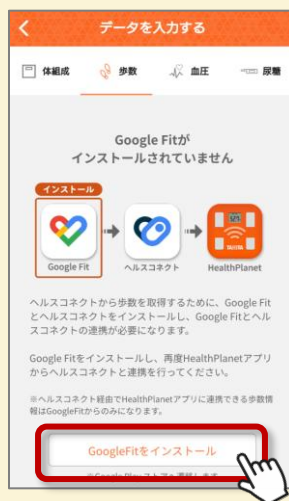 データを入力する
体組成 歩数 血圧 尿糖
Google Fitが
インストールされていません
インストール
Google Fit ヘルスコネクト HealthPlanet
ヘルスコネクトから歩数を取得するために、Google Fit
とヘルスコネクトをインストールし、Google Fitとヘル
スコネクトの連携が必要になります。
Google Fitをインストールし、再度HealthPlanetアプリ
からヘルスコネクトと連携を行ってください。
※ヘルスコネクト経由でHealthPlanetアプリに連携できる歩数情
報はGoogleFitからのみになります。
GoogleFitをインストール